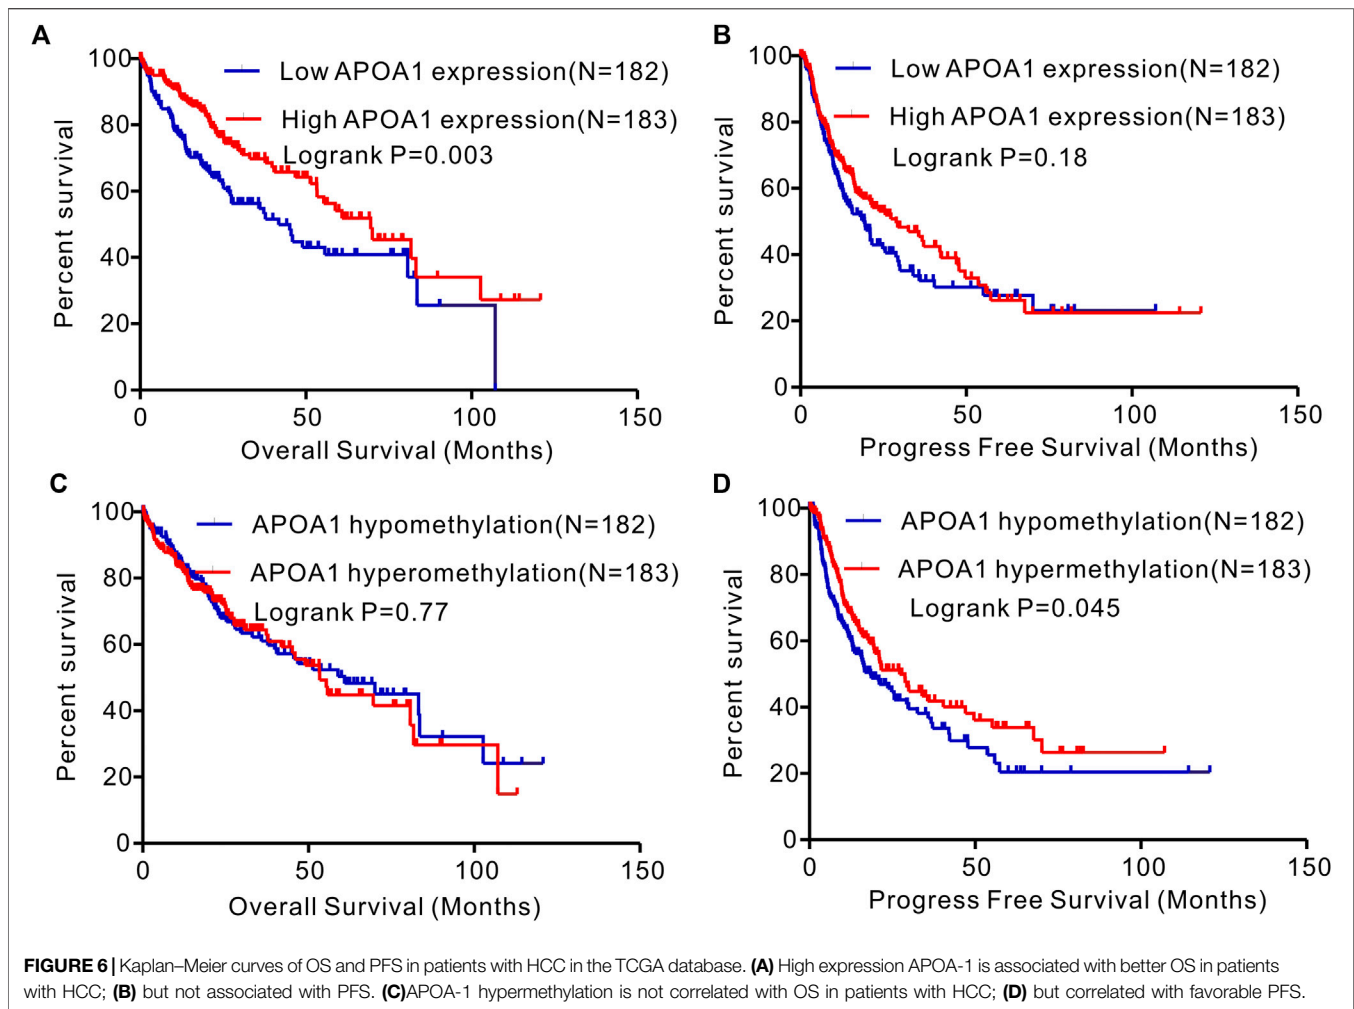 A
100
80
60
40
20
0
0
50
100
150
Percent survival
Overall Survival (Months)
Low APOA1 expression(N=182)
High APOA1 expression(N=183)
Logrank P=0.003
B
100
80
60
40
20
0
0
50
100
150
Percent survival
Progress Free Survival (Months)
Low APOA1 expression(N=182)
High APOA1 expression(N=183)
Logrank P=0.18
C
100
80
60
40
20
0
0
50
100
150
Percent survival
Overall Survival (Months)
APOA1 hypomethylation(N=182)
APOA1 hyperomethylation(N=183)
Logrank P=0.77
D
100
80
60
40
20
0
0
50
100
150
Percent survival
Progress Free Survival (Months)
APOA1 hypomethylation(N=182)
APOA1 hypermethylation(N=183)
Logrank P=0.045
FIGURE 6 | Kaplan–Meier curves of OS and PFS in patients with HCC in the TCGA database. (A) High expression APOA-1 is associated with better OS in patients
with HCC; (B) but not associated with PFS. (C)APOA-1 hypermethylation is not correlated with OS in patients with HCC; (D) but correlated with favorable PFS.